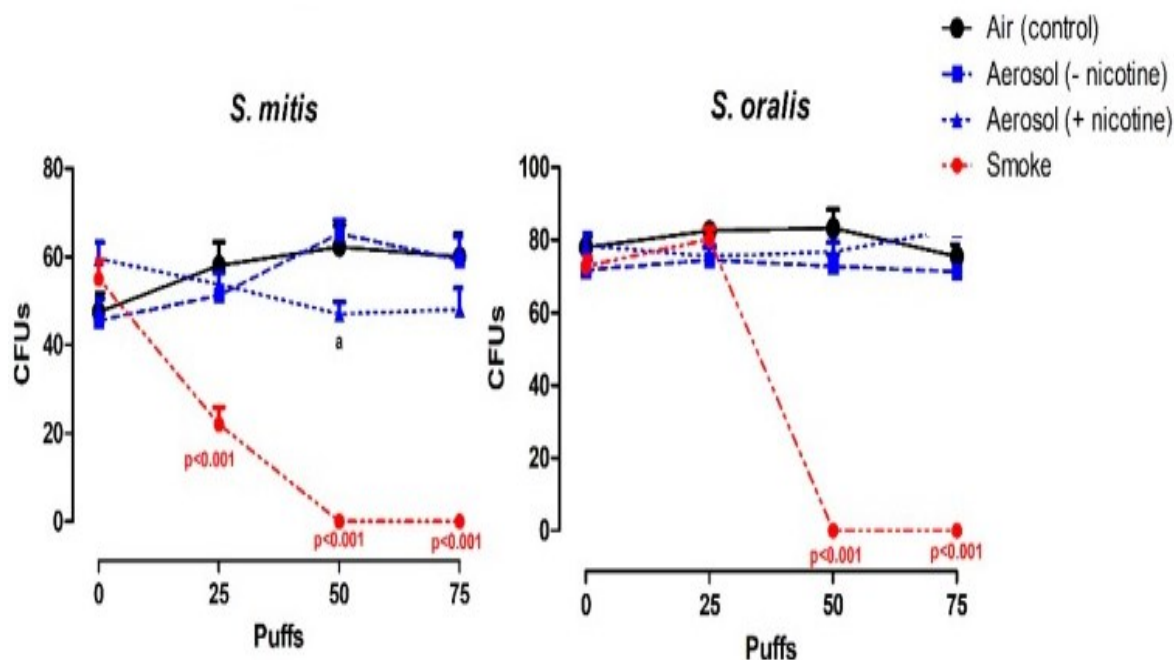 Air (control)
Aerosol (- nicotine)
Aerosol (+ nicotine)
Smoke
S. mitis
80
60
40
20
0
CFUs
a
p<0.001
p<0.001
p<0.001
0
25
50
75
Puffs
S. oralis
100
80
60
40
20
0
CFUs
p<0.001
p<0.001
0
25
50
75
Puffs